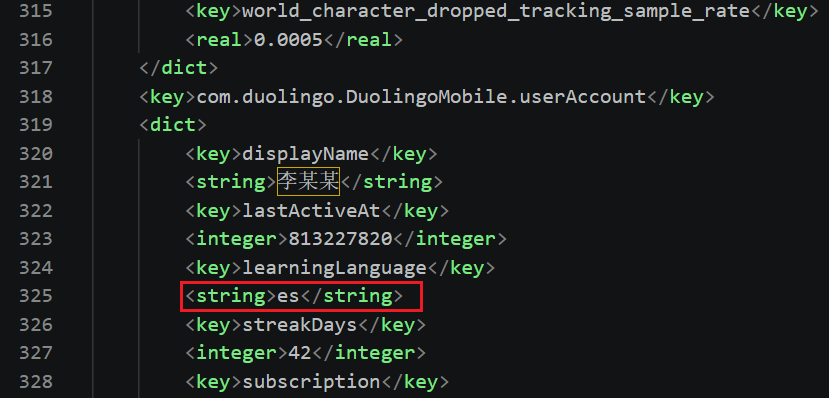 315 <key>world_character_dropped_tracking_sample_rate</key>
316 <real>0.0005</real>
317 </dict>
318 <key>com.duolingo.DuolingoMobile.userAccount</key>
319 <dict>
320 <key>displayName</key>
321 <string>李某某</string>
322 <key>lastActiveAt</key>
323 <integer>813227820</integer>
324 <key>learningLanguage</key>
325 <string>es</string>
326 <key>streakDays</key>
327 <integer>42</integer>
328 <key>subscription</key>